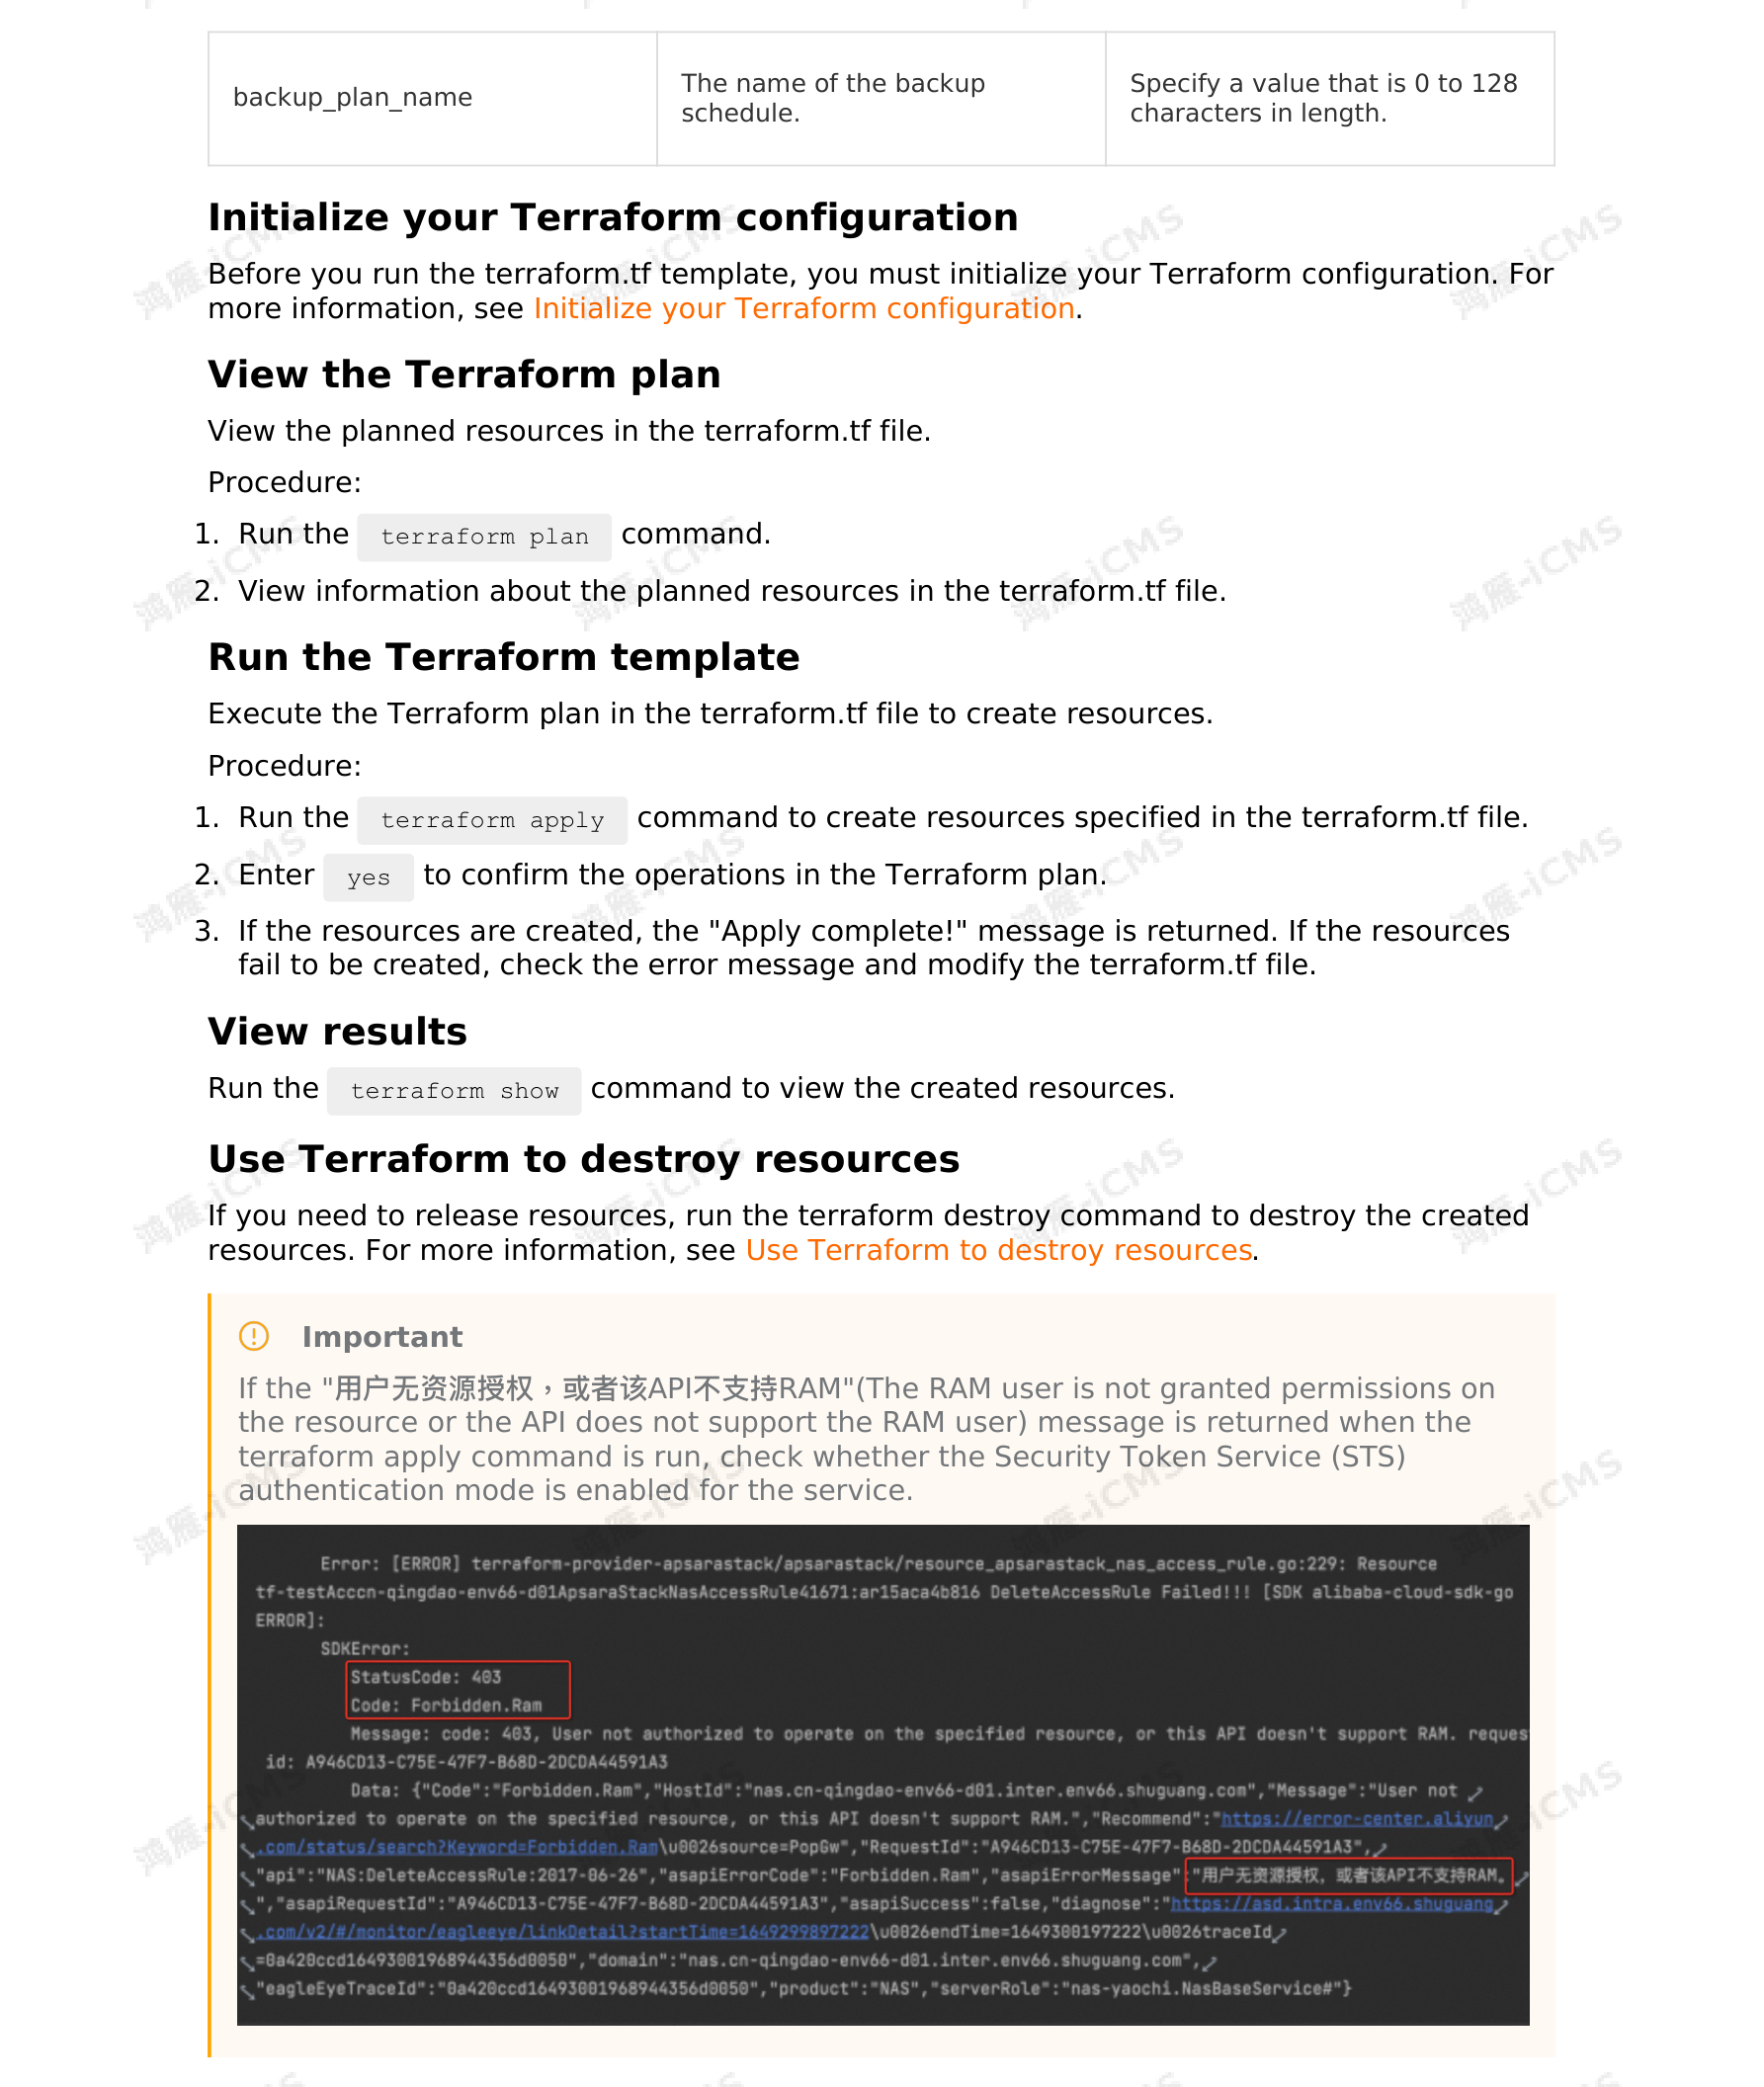 backup_plan_name
The name of the backup
schedule.
Specify a value that is 0 to 128
characters in length.
Initialize your Terraform configuration
Before you run the terraform.tf template, you must initialize your Terraform configuration. For
more information, see Initialize your Terraform configuration.
View the Terraform plan
View the planned resources in the terraform.tf file.
Procedure:
1. Run the terraform plan command.
2. View information about the planned resources in the terraform.tf file.
Run the Terraform template
Execute the Terraform plan in the terraform.tf file to create resources.
Procedure:
1. Run the terraform apply command to create resources specified in the terraform.tf file.
2. Enter yes to confirm the operations in the Terraform plan.
3. If the resources are created, the "Apply complete!" message is returned. If the resources
fail to be created, check the error message and modify the terraform.tf file.
View results
Run the terraform show command to view the created resources.
Use Terraform to destroy resources
If you need to release resources, run the terraform destroy command to destroy the created
resources. For more information, see Use Terraform to destroy resources.
Important
If the "用户无资源授权，或者该API不支持RAM"(The RAM user is not granted permissions on
the resource or the API does not support the RAM user) message is returned when the
terraform apply command is run, check whether the Security Token Service (STS)
authentication mode is enabled for the service.
Error: [ERROR] terraform-provider-apsarastack/apsarastack/resource_apsarastack_nas_access_rule.go:229: Resource
tf-testAcccn-qingdao-env66-d01ApsaraStackNasAccessRule41671:ar15aca4b816 DeleteAccessRule Failed!!! [SDK alibaba-cloud-sdk-go
ERROR]:
SDKError:
StatusCode: 403
Code: Forbidden.Ram
Message: code: 403, User not authorized to operate on the specified resource, or this API doesn't support RAM. reques
id: A946CD13-C75E-47F7-B68D-2DCDA44591A3
Data: {"Code":"Forbidden.Ram","HostId":"nas.cn-qingdao-env66-d01.inter.env66.shuguang.com","Message":"User not
authorized to operate on the specified resource, or this API doesn't support RAM.","Recommend":"https://error-center.aliyun
.com/status/search?Keyword=Forbidden.Ram\u0026source=PopGw","RequestId":"A946CD13-C75E-47F7-B68D-2DCDA44591A3",
"api":"NAS:DeleteAccessRule:2017-06-26","asapiErrorCode":"Forbidden.Ram","asapiErrorMessage":"用户无资源授权，或者该API不支持RAM。
","asapiRequestId":"A946CD13-C75E-47F7-B68D-2DCDA44591A3","asapiSuccess":false,"diagnose":"https://asd.intra.env66.shuguang
.com/v2/#/monitor/eagleeye/linkDetail?startTime=1649299897222\u0026endTime=1649300197222\u0026traceId
=0a420ccd16493001968944356d0050","domain":"nas.cn-qingdao-env66-d01.inter.env66.shuguang.com",
"eagleEyeTraceId":"0a420ccd16493001968944356d0050","product":"NAS","serverRole":"nas-yaochi.NasBaseService#"}
鸿雁-iCMS